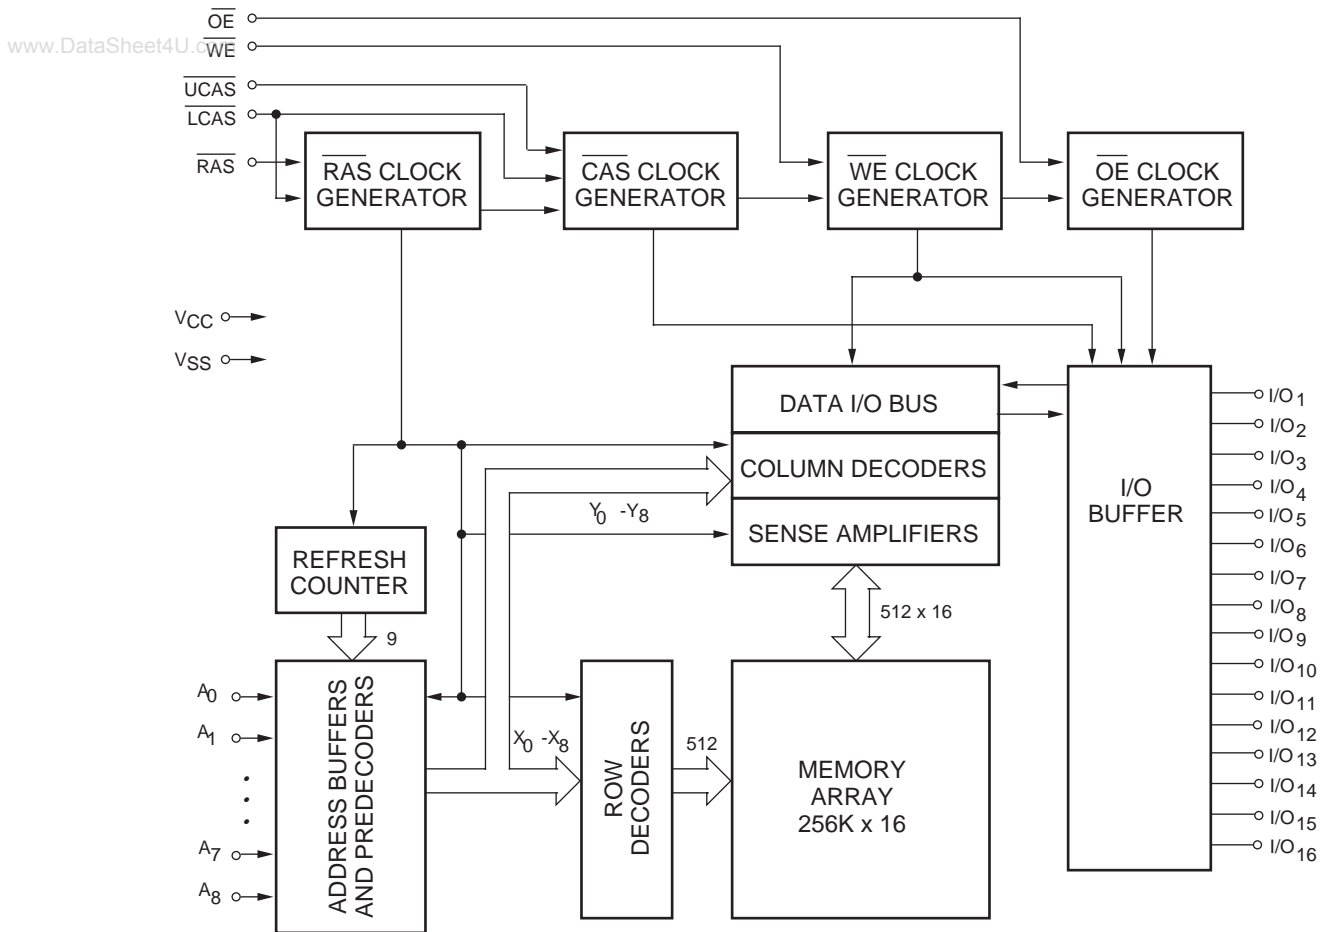 OE
www.DataSheet4U.com
WE
UCAS
LCAS
RAS
RAS CLOCK
GENERATOR
CAS CLOCK
GENERATOR
WE CLOCK
GENERATOR
OE CLOCK
GENERATOR
VCC
VSS
DATA I/O BUS
COLUMN DECODERS
SENSE AMPLIFIERS
Y0 -Y8
REFRESH
COUNTER
9
512 x 16
I/O
BUFFER
I/O1
I/O2
I/O3
I/O4
I/O5
I/O6
I/O7
I/O8
I/O9
I/O10
I/O11
I/O12
I/O13
I/O14
I/O15
I/O16
A0
A1
A7
A8
ADDRESS BUFFERS
AND PREDECODERS
X0 -X8
ROW
DECODERS
512
MEMORY
ARRAY
256K x 16